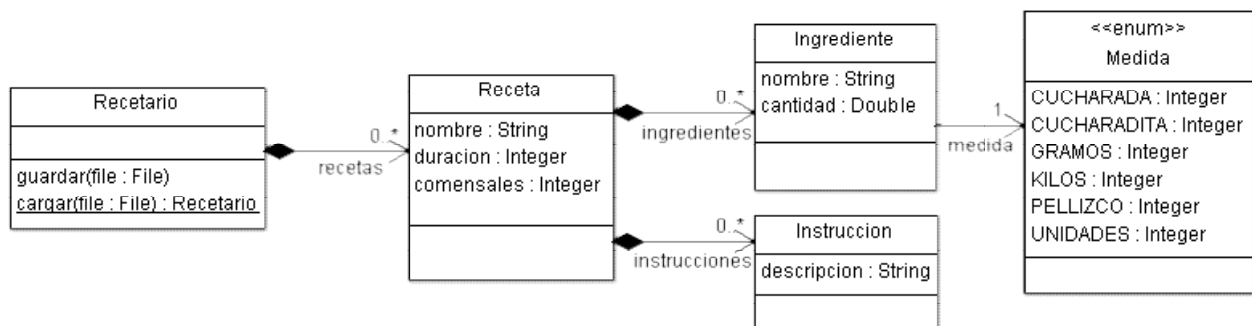 Recetario
guardar(file : File)
cargar(file : File) : Recetario
0..*
recetas
Receta
nombre : String
duracion : Integer
comensales : Integer
0..*
ingredientes
0..*
instrucciones
Ingrediente
nombre : String
cantidad : Double
Instruccion
descripcion : String
1
medida
<<enum>>
Medida
CUCHARADA : Integer
CUCHARADITA : Integer
GRAMOS : Integer
KILOS : Integer
PELLIZCO : Integer
UNIDADES : Integer